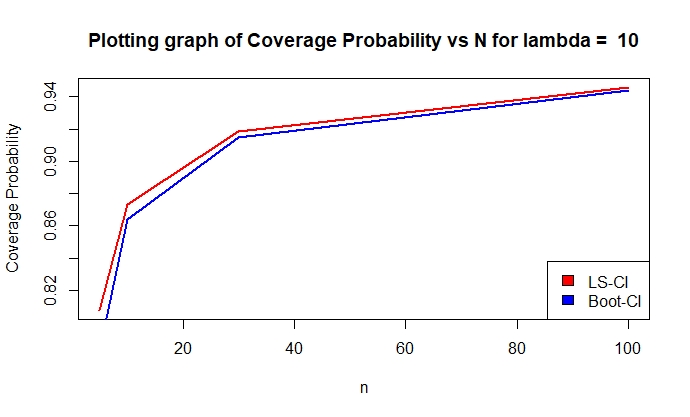 Plotting graph of Coverage Probability vs N for lambda = 10
Coverage Probability
0.94
0.90
0.86
0.82
LS-CI
Boot-CI
20
40
60
80
100
n